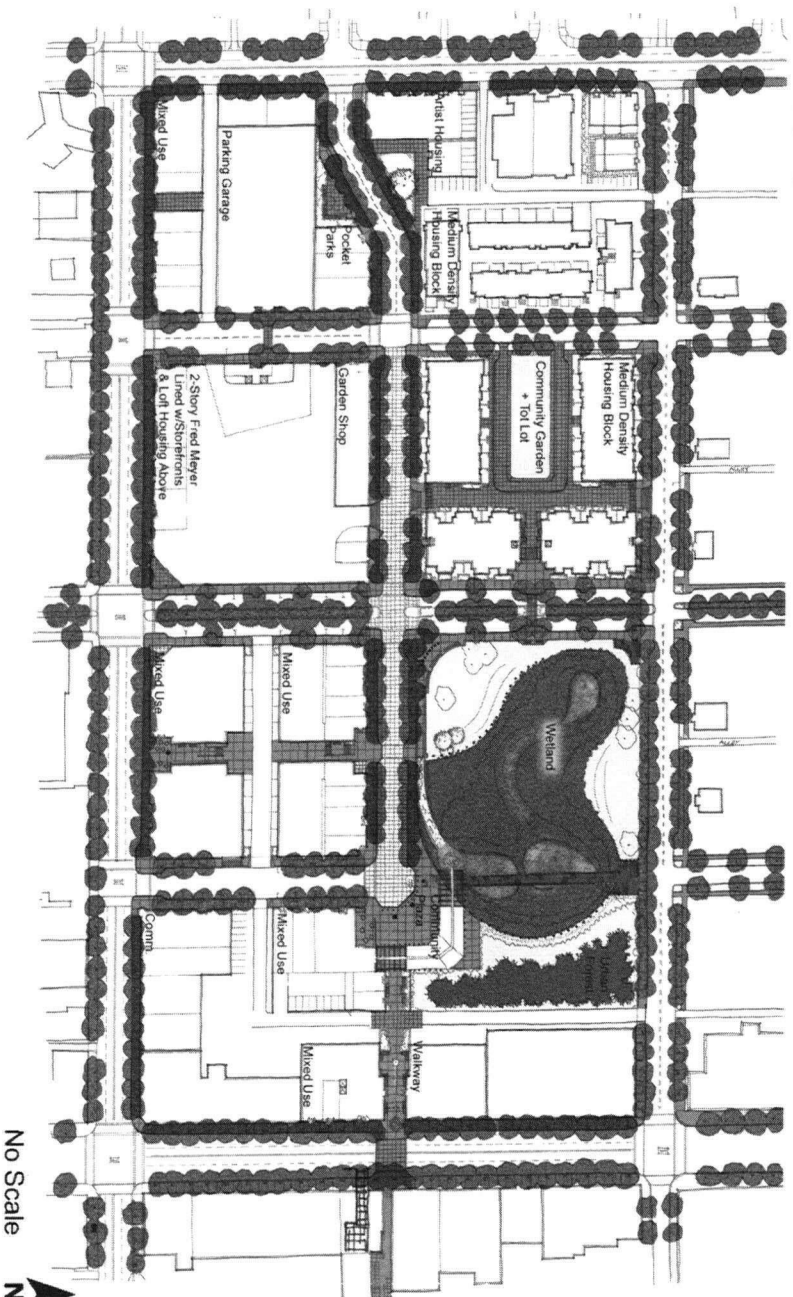 Mixed Use
Parking Garage
Pocket
Parks
Artist Housing
Medium Density
Housing Block
2-Story Fred Meyer
Lined w/Storefronts
& Loft Housing Above
Garden Shop
Community Garden
+ Tot Lot
Medium Density
Housing Block
ALLEY
Mixed Use
Mixed Use
Wetland
ALLEY
Comm.
Mixed Use
Community
Plaza
Urban
Forest
Mixed Use
Walkway
No Scale
N